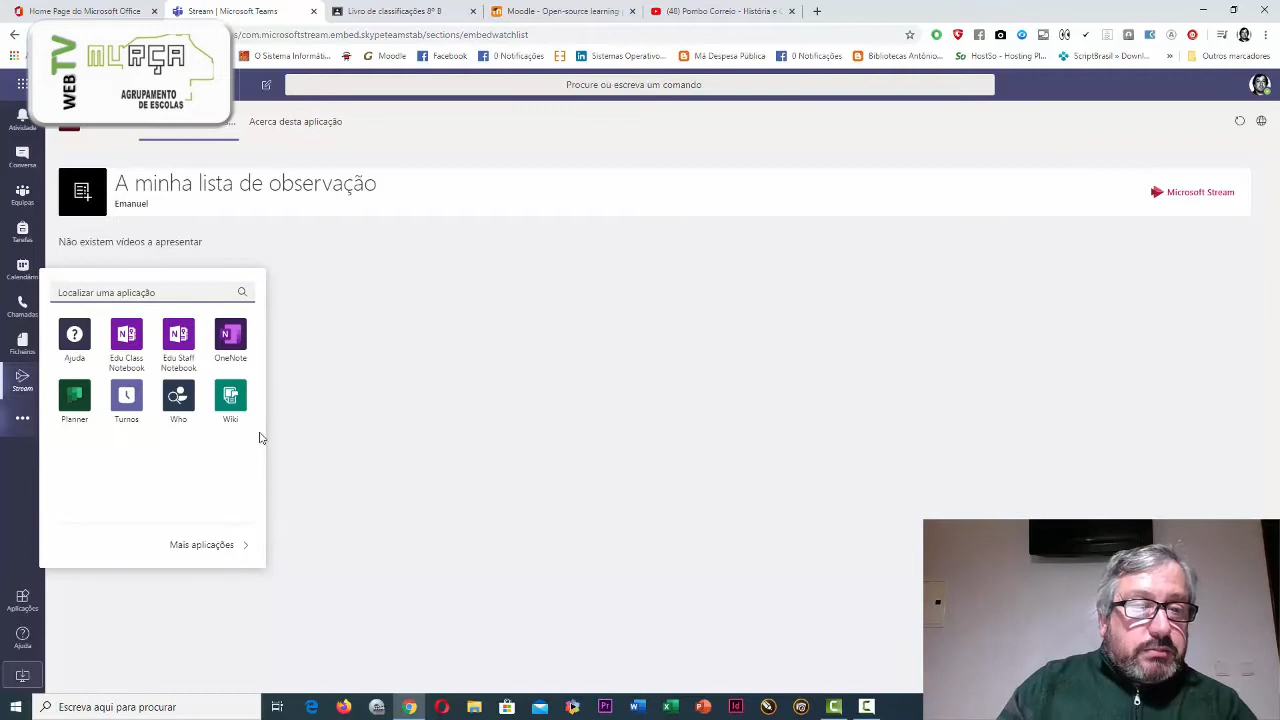 Home Page do Microsoft Office
Stream | Microsoft Teams
Livro de classificações 8º B
Moodle - Open-source learning
(48) Pombo Correio - História e C
/com.microsoftstream.embed.skypeteamstab/sections/embedwatchlist
O Sistema Informátic
Moodle
Facebook
0 Notificações
Sistemas Operativo
So
Má Despesa Pública
0 Notificações
Bibliotecas Antónic
HostSo - Hosting Pl
ScriptBrasil » Downl
»
Outros marcadores
WEB TV
MURÇA
AGRUPAMENTO
DE ESCOLAS
Procure ou escreva um comando
Acerca desta aplicação
A minha lista de observação
Emanuel
Microsoft Stream
Não existem vídeos a apresentar
Atividade
Conversa
Equipas
Tarefas
Calendário
Chamadas
Ficheiros
Stream
Aplicações
Ajuda
Localizar uma aplicação
Ajuda
Edu Class
Notebook
Edu Staff
Notebook
OneNote
Planner
Turnos
Who
Wiki
Mais aplicações
Escreva aqui para procurar